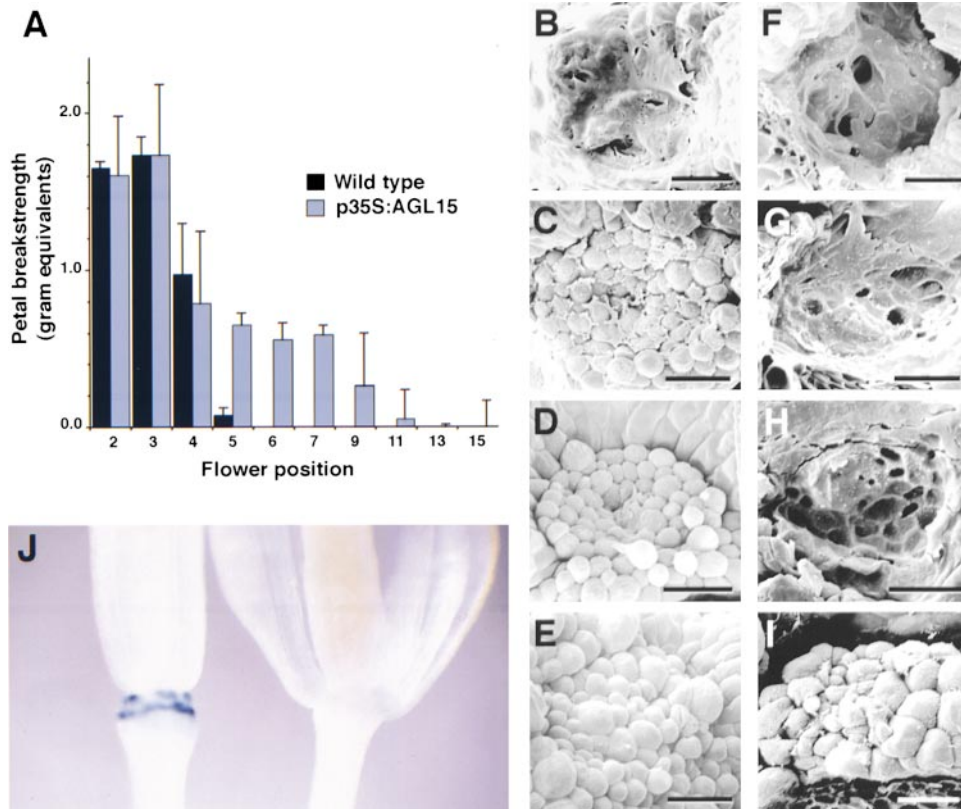 A
Petal breakstrength
(gram equivalents)
2.0
1.0
0.0
Wild type
p35S:AGL15
2 3 4 5 6 7 9 11 13 15
Flower position
B
F
C
G
D
H
E
I
J